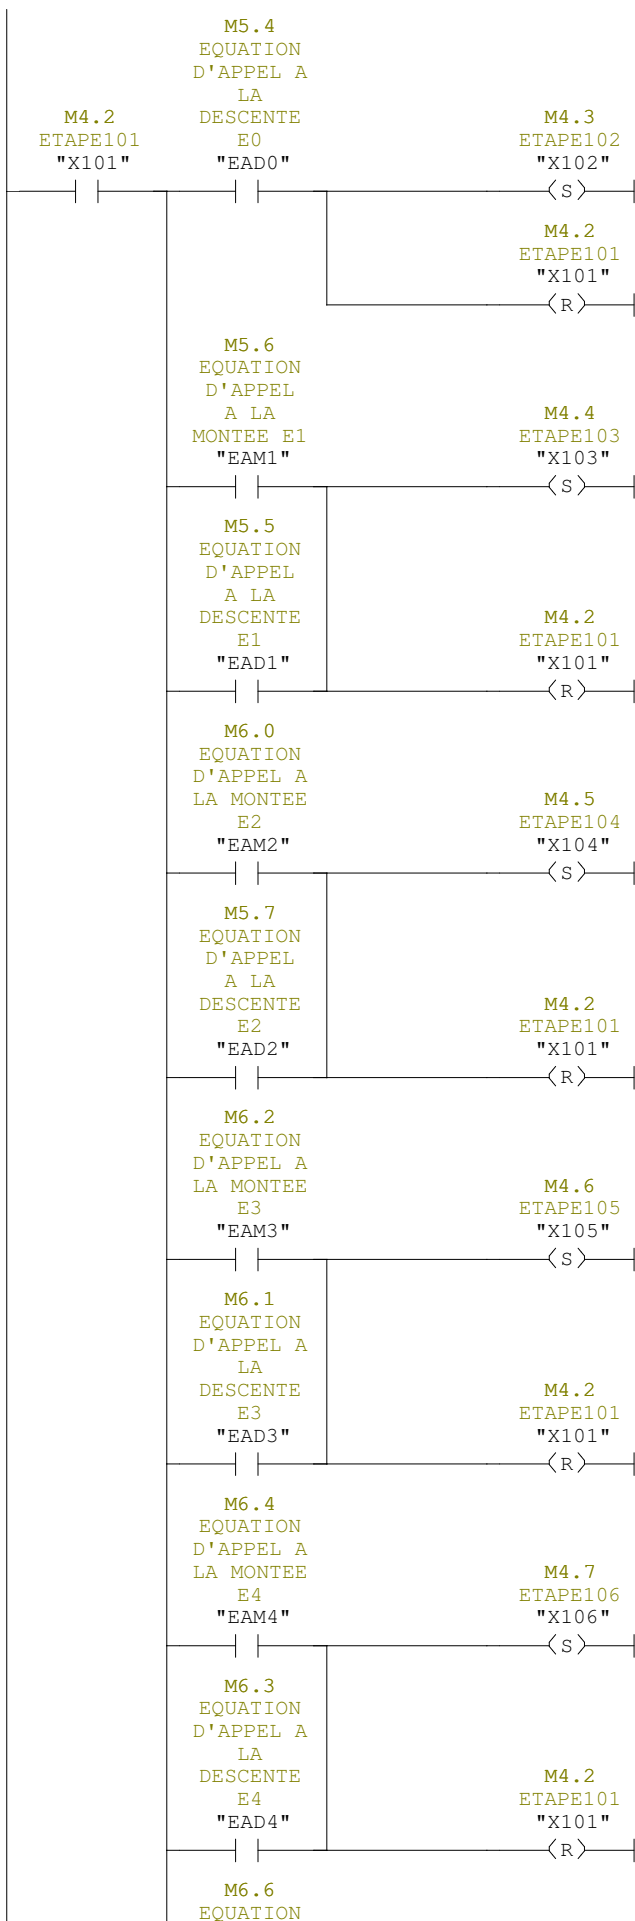 M5.4
EQUATION
D'APPEL A
LA
DESCENTE
E0
"EAD0"
M4.2
ETAPE101
"X101"
M4.3
ETAPE102
"X102"
S
M4.2
ETAPE101
"X101"
R
M5.6
EQUATION
D'APPEL
A LA
MONTEE E1
"EAM1"
M4.4
ETAPE103
"X103"
S
M5.5
EQUATION
D'APPEL
A LA
DESCENTE
E1
"EAD1"
M4.2
ETAPE101
"X101"
R
M6.0
EQUATION
D'APPEL A
LA MONTEE
E2
"EAM2"
M4.5
ETAPE104
"X104"
S
M5.7
EQUATION
D'APPEL
A LA
DESCENTE
E2
"EAD2"
M4.2
ETAPE101
"X101"
R
M6.2
EQUATION
D'APPEL A
LA MONTEE
E3
"EAM3"
M4.6
ETAPE105
"X105"
S
M6.1
EQUATION
D'APPEL A
LA
DESCENTE
E3
"EAD3"
M4.2
ETAPE101
"X101"
R
M6.4
EQUATION
D'APPEL A
LA MONTEE
E4
"EAM4"
M4.7
ETAPE106
"X106"
S
M6.3
EQUATION
D'APPEL A
LA
DESCENTE
E4
"EAD4"
M4.2
ETAPE101
"X101"
R
M6.6
EQUATION